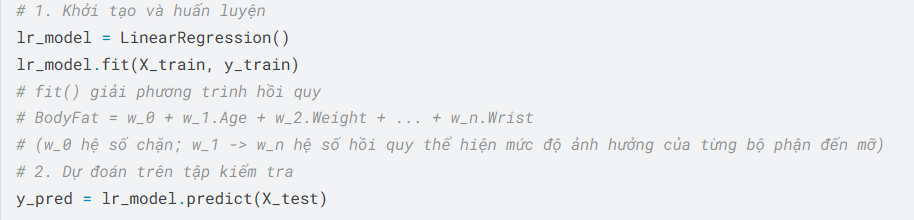 # 1. Khởi tạo và huấn luyện
lr_model = LinearRegression()
lr_model.fit(X_train, y_train)
# fit() giải phương trình hồi quy
# BodyFat = w_0 + w_1.Age + w_2.Weight + ... + w_n.Wrist
# (w_0 hệ số chặn; w_1 -> w_n hệ số hồi quy thể hiện mức độ ảnh hưởng của từng bộ phận đến mỡ)
# 2. Dự đoán trên tập kiểm tra
y_pred = lr_model.predict(X_test)